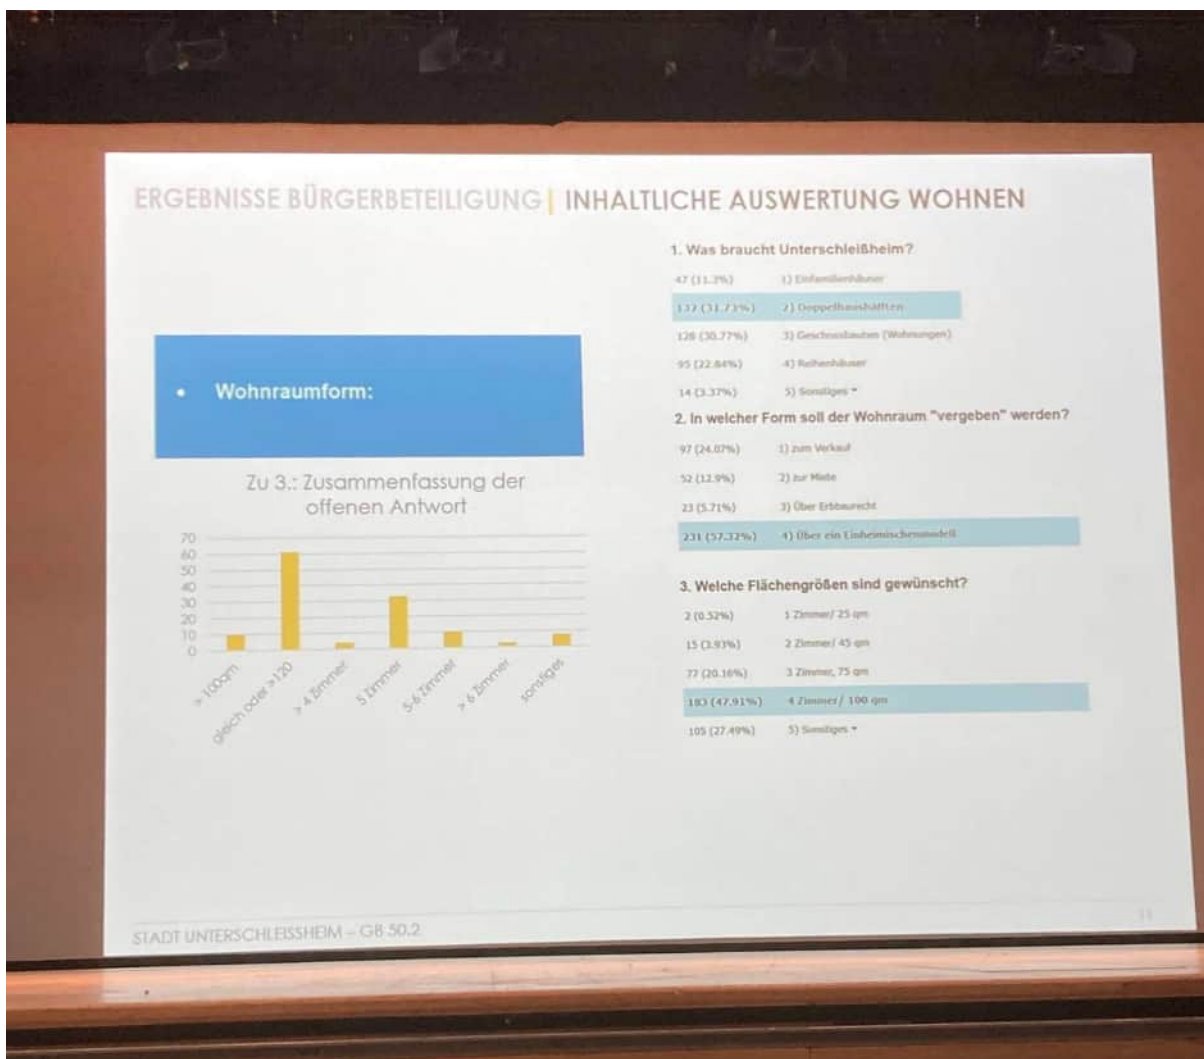 ERGEBNISSE BÜRGERBETEILIGUNG | INHALTLICHE AUSWERTUNG WOHNEN
• Wohnraumform:
Zu 3.: Zusammenfassung der
offenen Antwort
70
60
50
40
30
20
10
0
> 100qm
gleich oder >120
> 4 Zimmer
5 Zimmer
5-6 Zimmer
> 6 Zimmer
sonstiges
1. Was braucht Unterschleißheim?
47 (11.3%) 1) Einfamilienhäuser
132 (31.73%) 2) Doppelhaushälften
128 (30.77%) 3) Geschossbauten (Wohnungen)
95 (22.84%) 4) Reihenhäuser
14 (3.37%) 5) Sonstiges
2. In welcher Form soll der Wohnraum "vergeben" werden?
97 (24.07%) 1) zum Verkauf
52 (12.9%) 2) zur Miete
23 (5.71%) 3) Über Erbbaurecht
231 (57.32%) 4) Über ein Einheimischenmodell
3. Welche Flächengrößen sind gewünscht?
2 (0.52%) 1 Zimmer/ 25 qm
15 (3.93%) 2 Zimmer/ 45 qm
77 (20.16%) 3 Zimmer, 75 qm
183 (47.91%) 4 Zimmer/ 100 qm
105 (27.49%) 5) Sonstiges
STADT UNTERSCHLEISSHEIM – GB 50.2